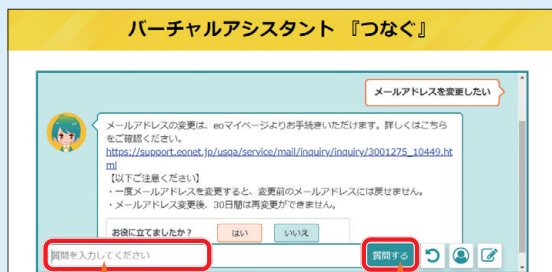 バーチャルアシスタント 『つなぐ』
メールアドレスを変更したい
メールアドレスの変更は、eoマイページよりお手続きいただけます。詳しくはこちら
をご確認ください。
https://support.eonet.jp/usqa/service/mail/inquiry/inquiry/3001275_10449.ht
ml
【以下ご注意ください】
・一度メールアドレスを変更すると、変更前のメールアドレスには戻せません。
・メールアドレス変更後、30日間は再変更ができません。
お役に立てましたか？ はい いいえ
質問を入力してください 質問する